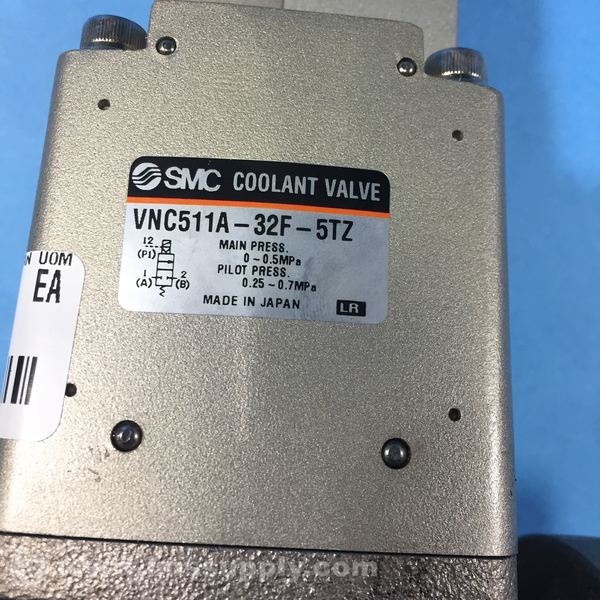 SMC COOLANT VALVE
VNC511A-32F-5TZ
12
(P1)
1
(A)
2
(B)
MAIN PRESS.
0~0.5MPa
PILOT PRESS.
0.25~0.7MPa
MADE IN JAPAN
LR
UOM
EA